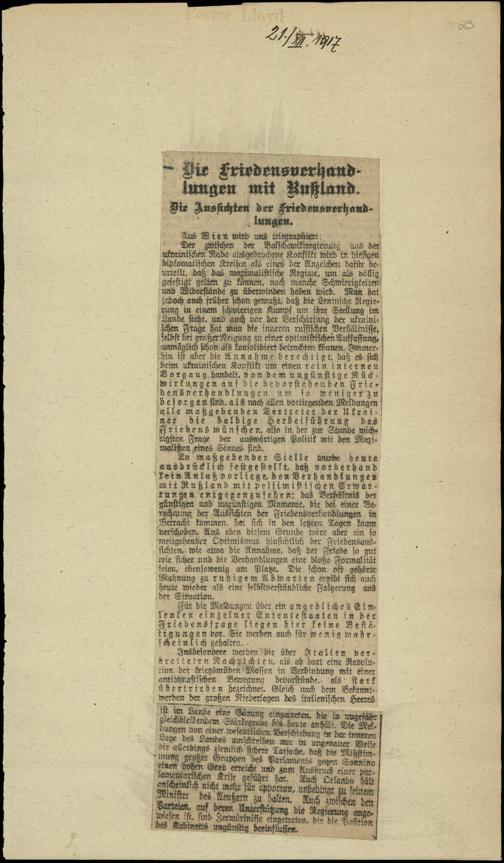 Pester Lloyd
23
21./XII. 1917
Die Friedensverhand-
lungen mit Rußland.
Die Aussichten der Friedensverhand-
lungen.
Aus Wien wird uns telegraphiert:
Der zwischen der Bolschewikiregierung und der
ukrainischen Rada ausgebrochene Konflikt wird in hiesigen
diplomatischen Kreisen als eines der Anzeichen dafür be-
urteilt, daß das maximalistische Regime, um als völlig
gefestigt gelten zu können, noch manche Schwierigkeiten
und Widerstände zu überwinden haben wird. Man hat
jedoch auch früher schon gewußt, daß die Leninsche Regie-
rung in einem schwierigen Kampf um ihre Stellung im
Lande steht, und auch vor der Verschärfung der ukraini-
schen Frage hat man die inneren russischen Verhältnisse,
selbst bei großer Neigung zu einer optimistischen Auffassung,
unmöglich schon als konsolidiert betrachten können. Immer-
hin ist aber die Annahme berechtigt, daß es sich
beim ukrainischen Konflikt um einen rein internen
Vorgang handelt, von dem ungünstige Rück-
wirkungen auf die bevorstehenden Frie-
densverhandlungen um so weniger zu
besorgen sind, als nach allen vorliegenden Meldungen
alle maßgebenden Vertreter der Ukrai-
ne die baldige Herbeiführung des
Friedens wünschen, also in der zur Stunde wich-
tigsten Frage der auswärtigen Politik mit den Maxi-
malisten eines Sinnes sind.
An maßgebender Stelle wurde heute
ausdrücklich festgestellt, daß vorderhand
kein Anlaß vorliege, den Verhandlungen
mit Rußland mit pessimistischen Erwar-
tungen entgegenzusehen; das Verhältnis der
günstigen und ungünstigen Momente, die bei einer Be-
rechnung der Aussichten der Friedensverhandlungen in
Betracht kommen, hat sich in den letzten Tagen kaum
verschoben. Aus eben diesem Grunde wäre aber ein so
weitgehender Optimismus hinsichtlich der Friedensaus-
sichten, wie etwa die Annahme, daß der Friede so gut
wie sicher und die Verhandlungen eine bloße Formalität
seien, ebensowenig am Platze. Die schon oft gehörte
Mahnung zu ruhigem Abwarten ergibt sich auch
heute wieder als eine selbstverständliche Folgerung aus
der Situation.
Für die Meldungen über ein angebliches Ein-
lenken einzelner Ententestaaten in der
Friedensfrage liegen hier keine Bestä-
tigungen vor. Sie werden auch für wenig wahr-
scheinlich gehalten.
Insbesondere werden die über Italien ver-
breiteten Nachrichten, als ob dort eine Revolu-
tion der kriegsmüden Massen in Verbindung mit einer
antidynastischen Bewegung bevorstünde, als stark
übertrieben bezeichnet. Gleich nach dem Bekannt-
werden der großen Niederlagen des italienischen Heeres
ist im Lande eine Gärung eingetreten, die in ungefähr
gleichbleibendem Stärkegrade bis heute anhält. Die Mel-
dungen von einer wesentlichen Verschiebung in der inneren
Lage des Landes umschreiben nur in ungenauer Weise
die allerdings ziemlich sichere Tatsache, daß die Mißstim-
mung großer Gruppen des Parlaments gegen Sonnino
einen hohen Grad erreicht und zum Ausbruch einer par-
lamentarischen Krise geführt hat. Auch Orlando hält
anscheinlich nicht mehr für opportun, unbedingt zu seinem
Minister des Aeußern zu halten. Auch zwischen den
Parteien, auf deren Unterstützung die Regierung ange-
wiesen ist, sind Zerwürfnisse eingetreten, die die Position
des Kabinetts ungünstig beeinflussen.